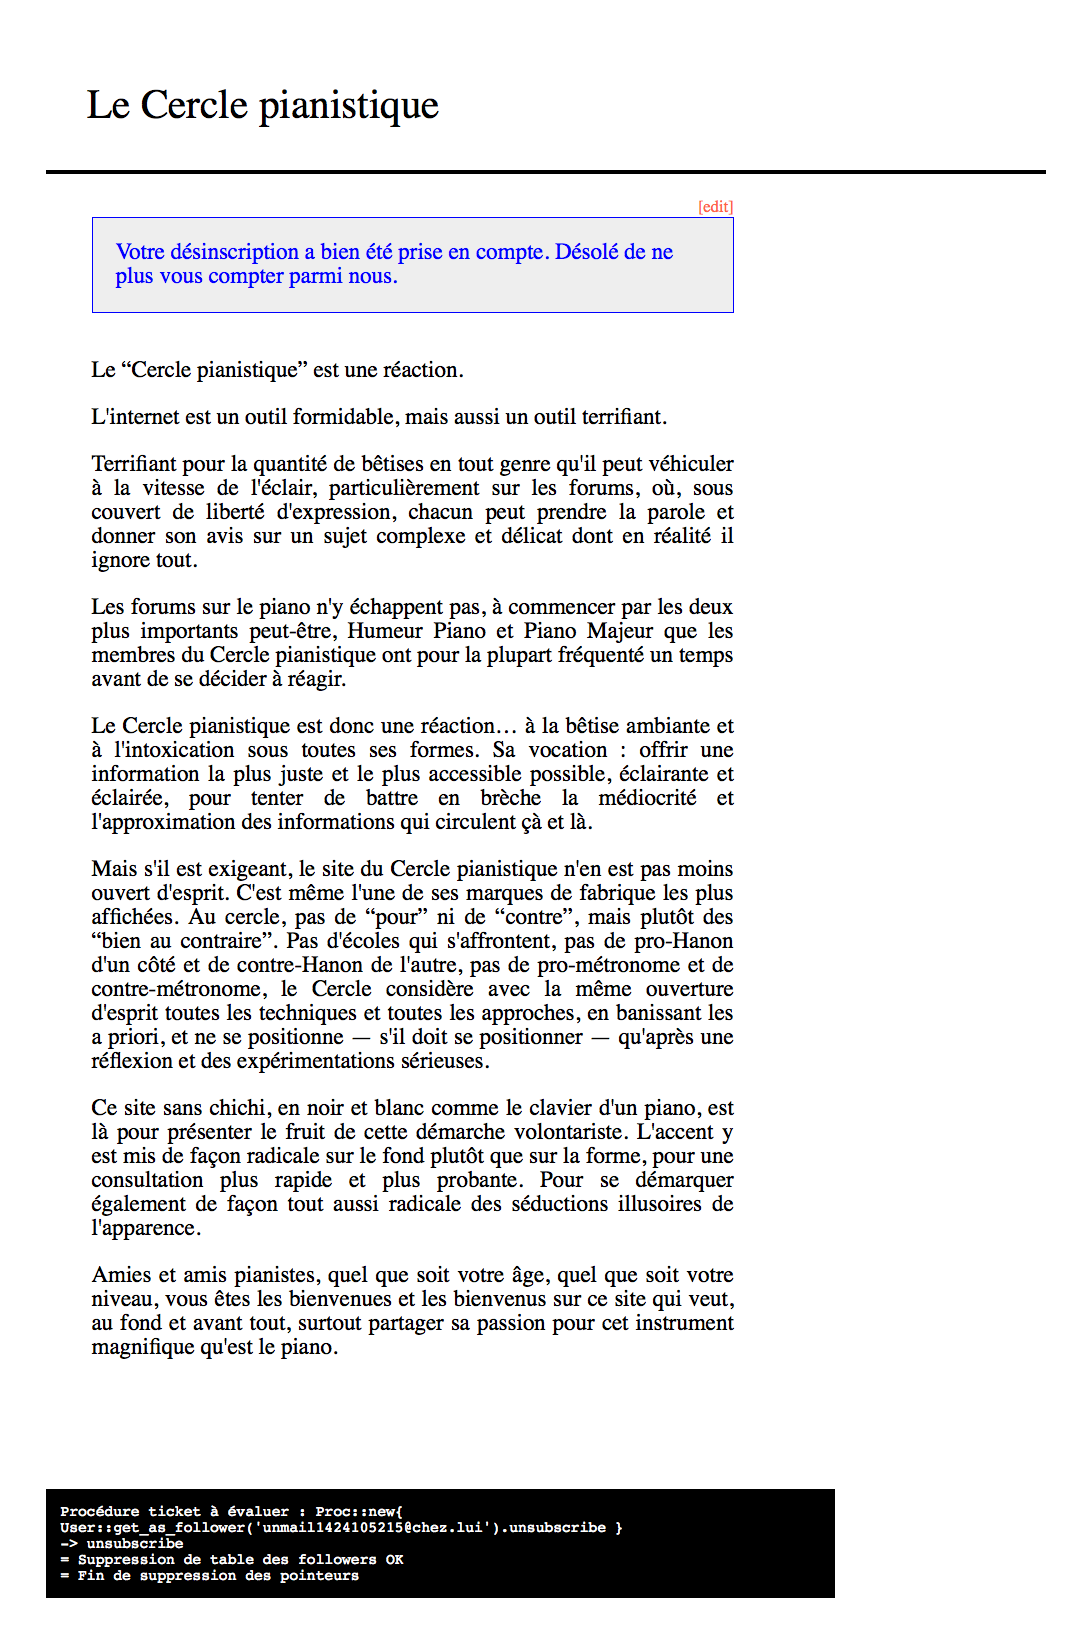 Le Cercle pianistique
[edit]
Votre désinscription a bien été prise en compte. Désolé de ne
plus vous compter parmi nous.
Le “Cercle pianistique” est une réaction.
L'internet est un outil formidable, mais aussi un outil terrifiant.
Terrifiant pour la quantité de bêtises en tout genre qu'il peut véhiculer
à la vitesse de l'éclair, particulièrement sur les forums, où, sous
couvert de liberté d'expression, chacun peut prendre la parole et
donner son avis sur un sujet complexe et délicat dont en réalité il
ignore tout.
Les forums sur le piano n'y échappent pas, à commencer par les deux
plus importants peut-être, Humeur Piano et Piano Majeur que les
membres du Cercle pianistique ont pour la plupart fréquenté un temps
avant de se décider à réagir.
Le Cercle pianistique est donc une réaction… à la bêtise ambiante et
à l'intoxication sous toutes ses formes. Sa vocation : offrir une
information la plus juste et le plus accessible possible, éclairante et
éclairée, pour tenter de battre en brèche la médiocrité et
l'approximation des informations qui circulent çà et là.
Mais s'il est exigeant, le site du Cercle pianistique n'en est pas moins
ouvert d'esprit. C'est même l'une de ses marques de fabrique les plus
affichées. Au cercle, pas de “pour” ni de “contre”, mais plutôt des
“bien au contraire”. Pas d'écoles qui s'affrontent, pas de pro-Hanon
d'un côté et de contre-Hanon de l'autre, pas de pro-métronome et de
contre-métronome, le Cercle considère avec la même ouverture
d'esprit toutes les techniques et toutes les approches, en banissant les
a priori, et ne se positionne — s'il doit se positionner — qu'après une
réflexion et des expérimentations sérieuses.
Ce site sans chichi, en noir et blanc comme le clavier d'un piano, est
là pour présenter le fruit de cette démarche volontariste. L'accent y
est mis de façon radicale sur le fond plutôt que sur la forme, pour une
consultation plus rapide et plus probante. Pour se démarquer
également de façon tout aussi radicale des séductions illusoires de
l'apparence.
Amies et amis pianistes, quel que soit votre âge, quel que soit votre
niveau, vous êtes les bienvenues et les bienvenus sur ce site qui veut,
au fond et avant tout, surtout partager sa passion pour cet instrument
magnifique qu'est le piano.
Procédure ticket à évaluer : Proc::new{
User::get_as_follower('unmail1424105215@chez.lui').unsubscribe }
-> unsubscribe
= Suppression de table des followers OK
= Fin de suppression des pointeurs